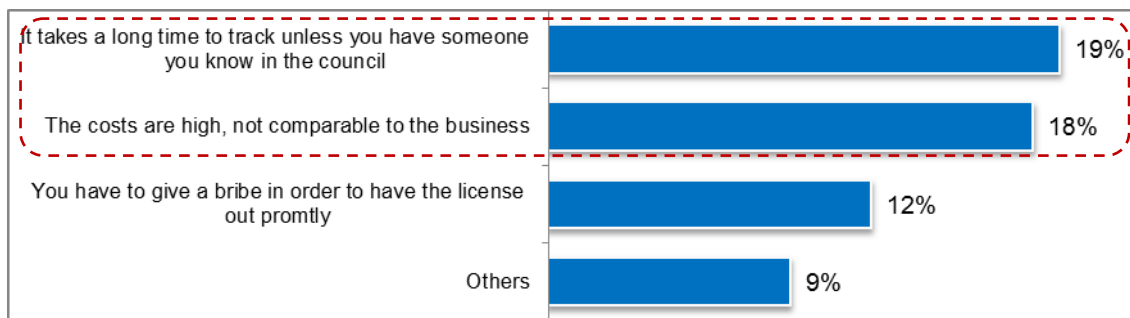 It takes a long time to track unless you have someone
you know in the council
19%
The costs are high, not comparable to the business
18%
You have to give a bribe in order to have the license
out promtly
12%
Others
9%